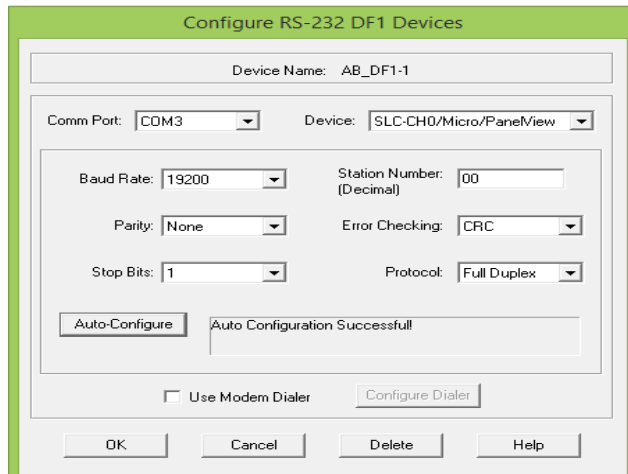 Configure RS-232 DF1 Devices
Device Name: AB_DF1-1
Comm Port: COM3 Device: SLC-CH0/Micro/PanelView
Baud Rate: 19200 Station Number: (Decimal) 00
Parity: None Error Checking: CRC
Stop Bits: 1 Protocol: Full Duplex
Auto-Configure Auto Configuration Successful!
Use Modem Dialer Configure Dialer
OK Cancel Delete Help